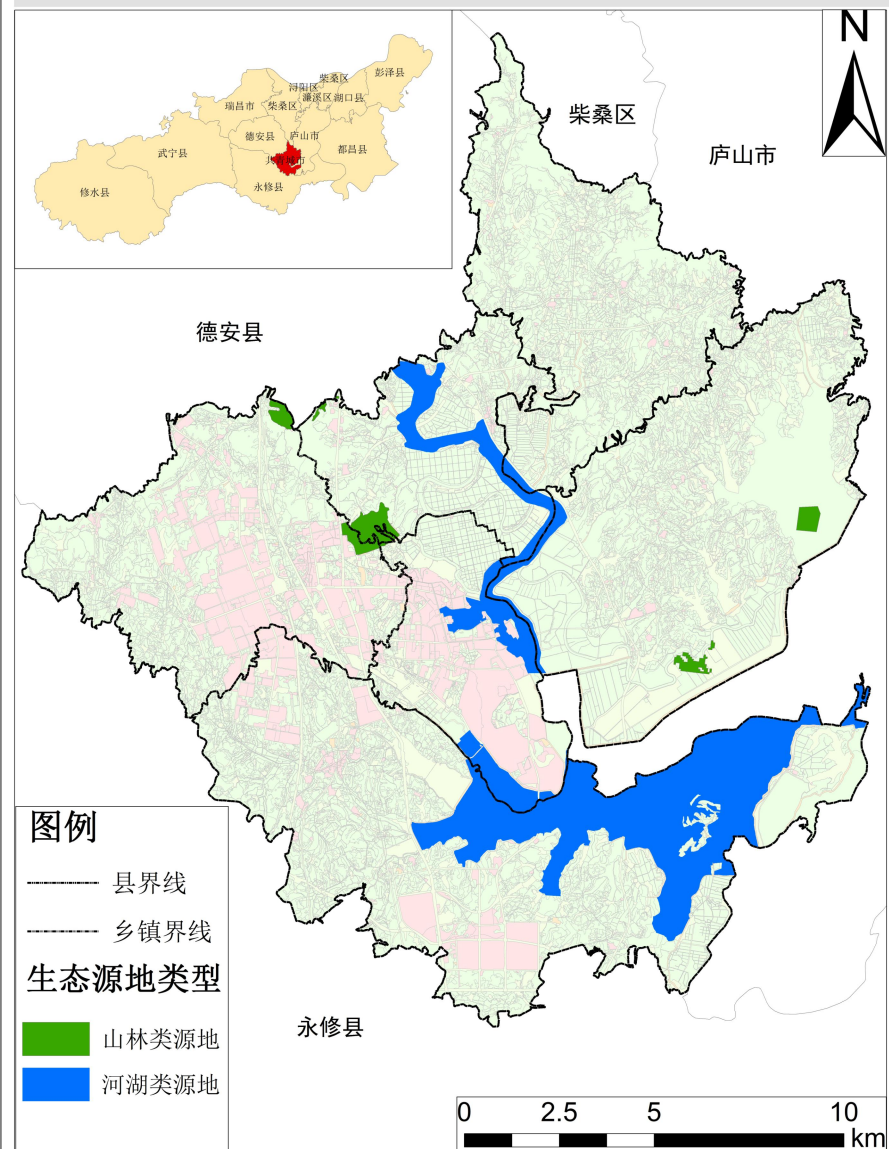 柴桑区
彭泽县
浔阳区
濂溪区
湖口县
瑞昌市
柴桑区
德安县
庐山市
都昌县
武宁县
共青城市
修水县
永修县
N
柴桑区
庐山市
德安县
永修县
图例
县界线
乡镇界线
生态源地类型
山林类源地
河湖类源地
0 2.5 5 10
km